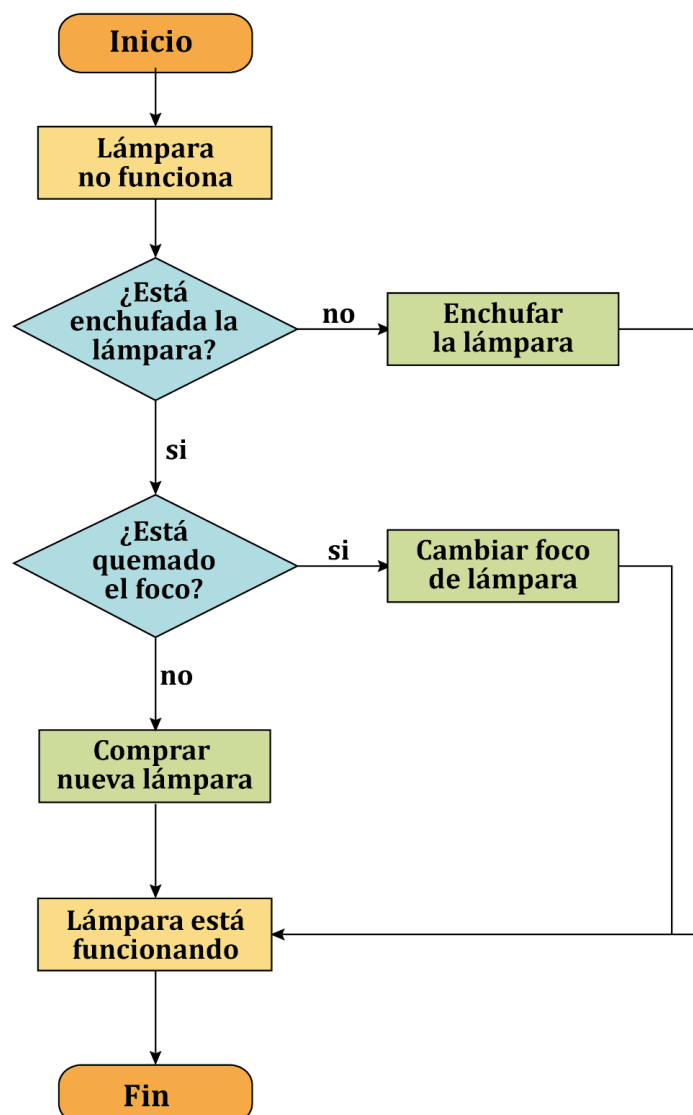 Inicio
Lámpara
no funciona
¿Está
enchufada la
lámpara?
no
Enchufar
la lámpara
si
¿Está
quemado
el foco?
si
Cambiar foco
de lámpara
no
Comprar
nueva lámpara
Lámpara está
funcionando
Fin